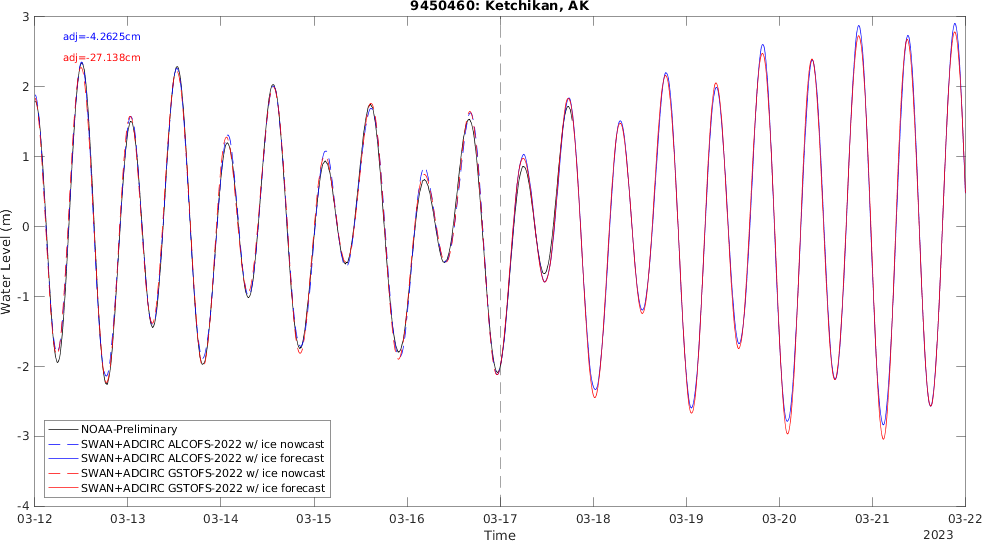 9450460: Ketchikan, AK
adj=-4.2625cm
adj=-27.138cm
3
2
1
0
-1
-2
-3
-4
Water Level (m)
NOAA-Preliminary
SWAN+ADCIRC ALCOFS-2022 w/ ice nowcast
SWAN+ADCIRC ALCOFS-2022 w/ ice forecast
SWAN+ADCIRC GSTOFS-2022 w/ ice nowcast
SWAN+ADCIRC GSTOFS-2022 w/ ice forecast
03-12 03-13 03-14 03-15 03-16 03-17 03-18 03-19 03-20 03-21 03-22
Time
2023